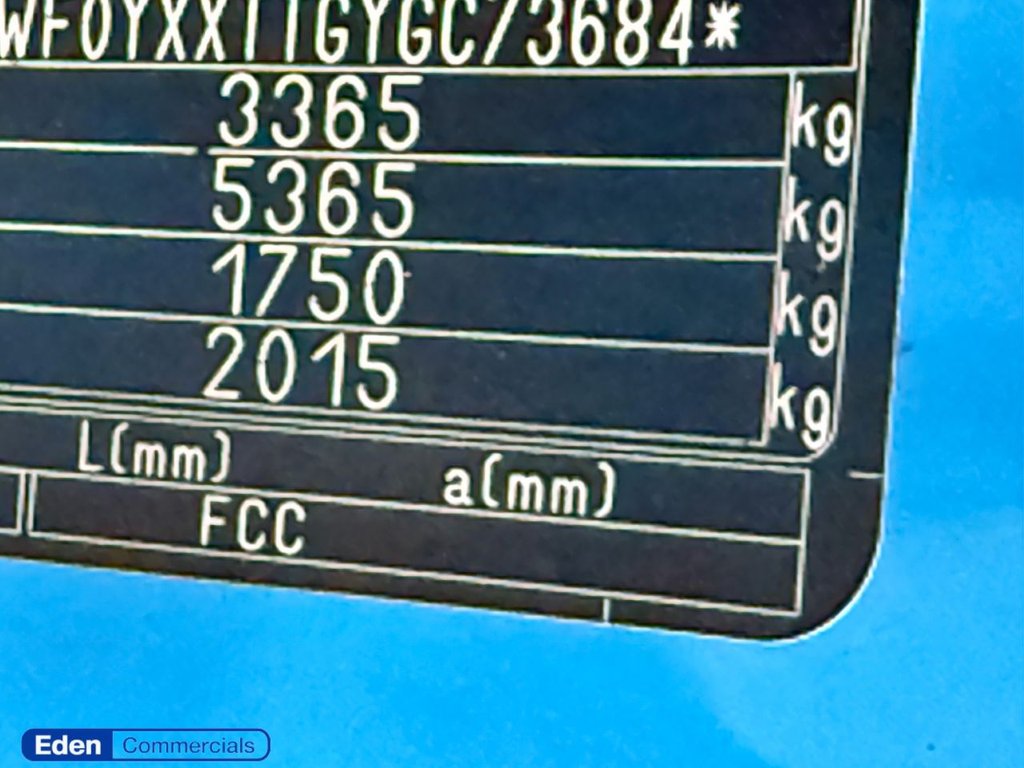 WF0YXXTTGYGC73684*
3365 kg
5365 kg
1750 kg
2015 kg
L(mm) a(mm)
FCC
Eden Commercials